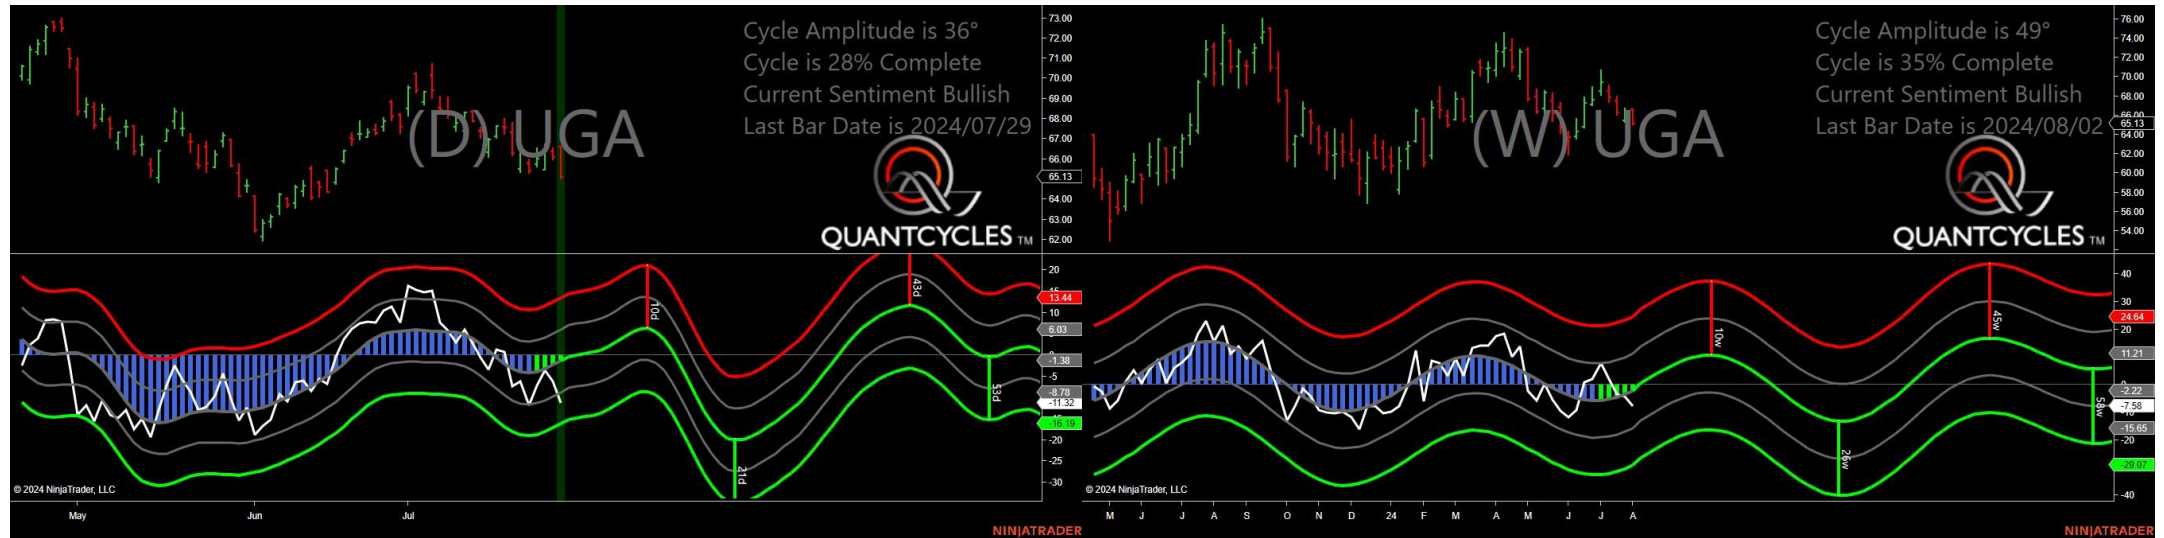 Cycle Amplitude is 36°
Cycle is 28% Complete
Current Sentiment Bullish
Last Bar Date is 2024/07/29
(D) UGA
QUANTCYCLES TM
73.00
72.00
71.00
70.00
69.00
68.00
67.00
66.00
65.13
64.00
63.00
62.00
20
13.44
10
6.03
-1.38
-5
-8.78
-11.32
-16.19
-20
-25
-30
10d
21d
43d
53d
© 2024 NinjaTrader, LLC
May Jun Jul
NINJATRADER
Cycle Amplitude is 49°
Cycle is 35% Complete
Current Sentiment Bullish
Last Bar Date is 2024/08/02
(W) UGA
QUANTCYCLES TM
76.00
74.00
72.00
70.00
68.00
66.00
65.13
64.00
62.00
60.00
58.00
56.00
54.00
40
30
24.64
20
11.21
-2.22
-7.58
-15.65
-20
-29.07
-40
10w
26w
45w
58w
© 2024 NinjaTrader, LLC
M J J A S O N D 24 F M A M J J A
NINJATRADER